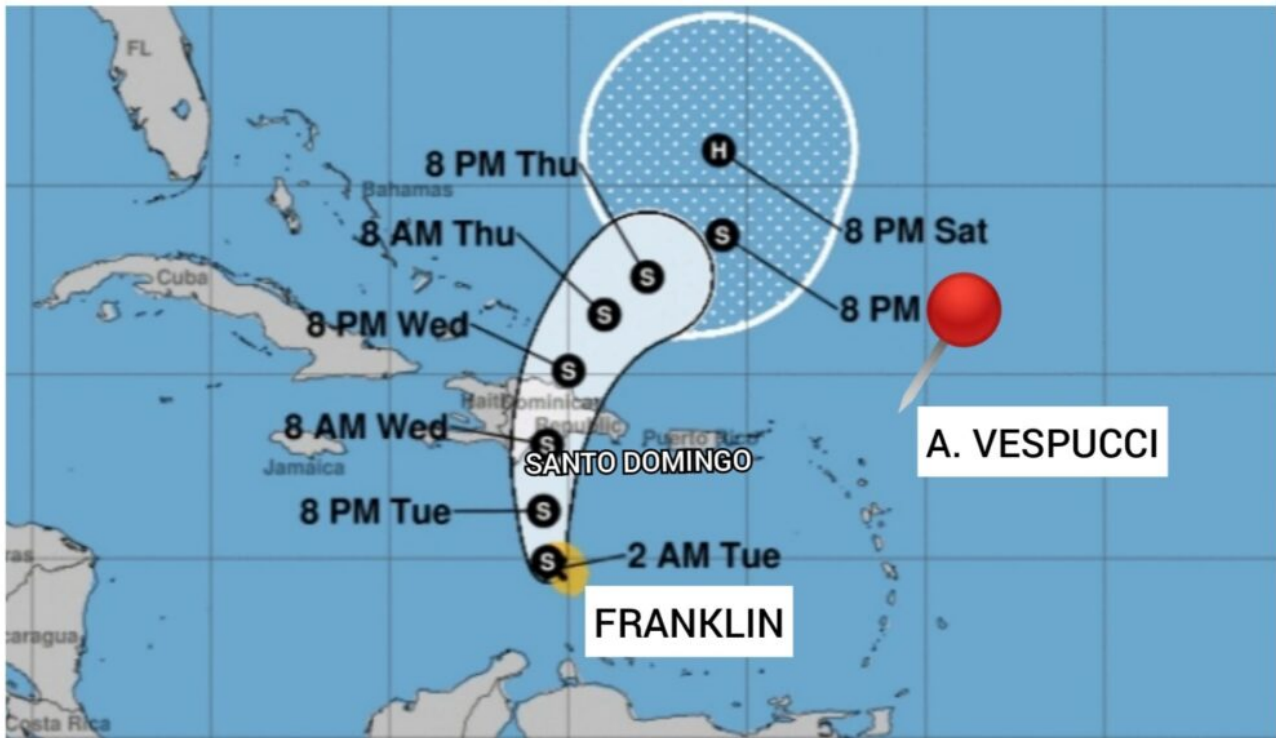 FL
8 PM Thu
Bahamas
8 AM Thu
H
8 PM Sat
S
S
8 PM
Cuba
S
8 PM Wed
S
Haiti
Dominican
Republic
8 AM Wed
S
Puerto Rico
Jamaica
SANTO DOMINGO
A. VESPUCCI
8 PM Tue
S
ras
S
2 AM Tue
FRANKLIN
caragua
Costa Rica